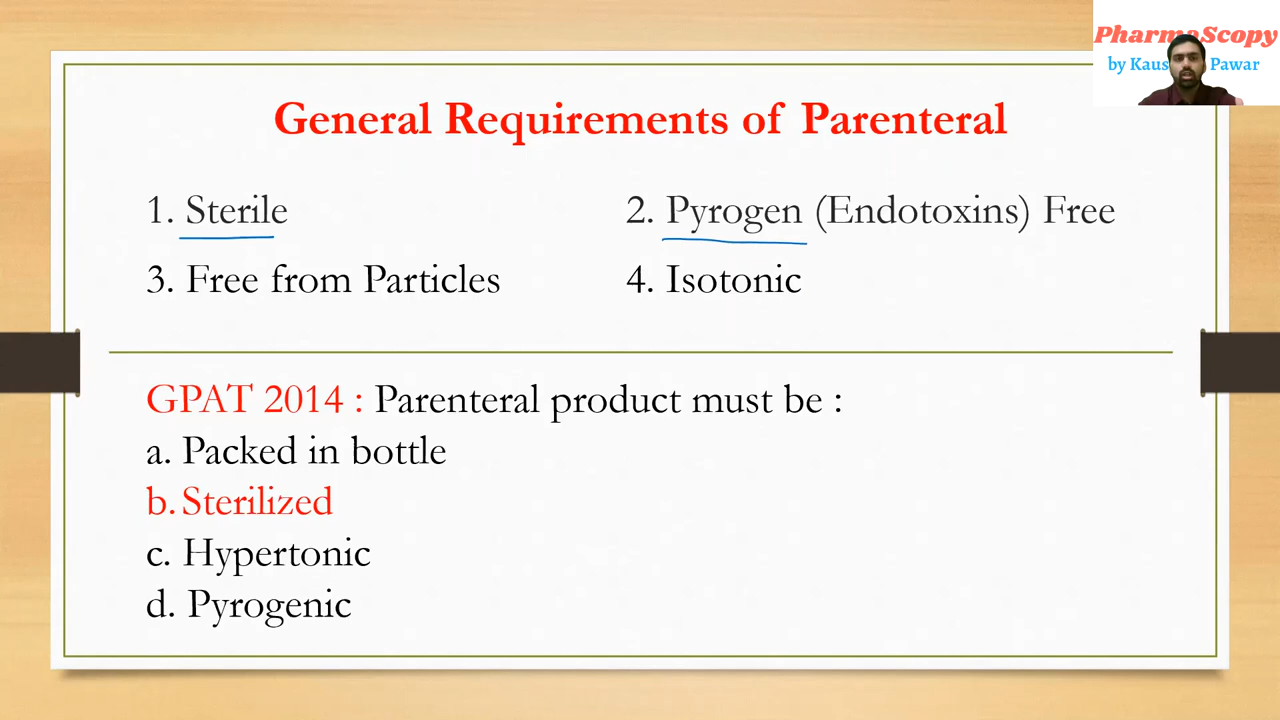 PharmaScopy
by Kaus Pawar
General Requirements of Parenteral
1. Sterile
2. Pyrogen (Endotoxins) Free
3. Free from Particles
4. Isotonic
GPAT 2014 : Parenteral product must be :
a. Packed in bottle
b. Sterilized
c. Hypertonic
d. Pyrogenic